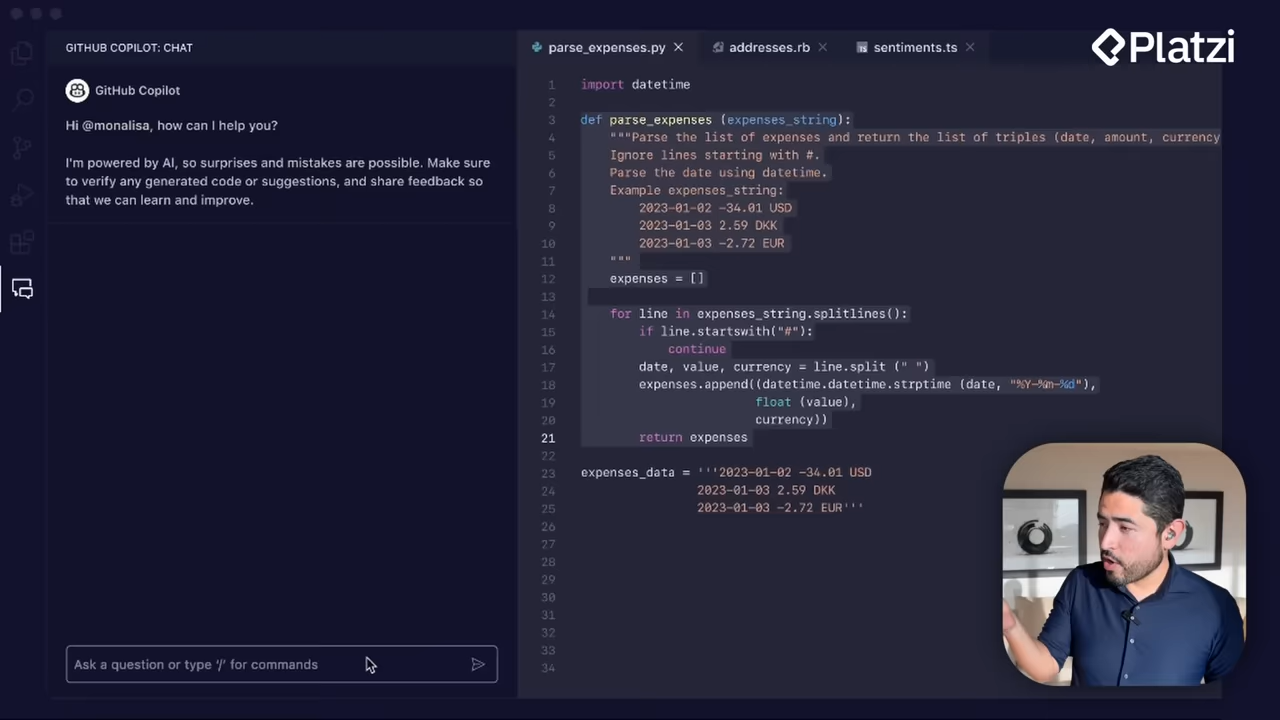 GITHUB COPILOT: CHAT
GitHub Copilot
Hi @monalisa, how can I help you?
I'm powered by AI, so surprises and mistakes are possible. Make sure
to verify any generated code or suggestions, and share feedback so
that we can learn and improve.
Ask a question or type '/' for commands
parse_expenses.py
addresses.rb
TS sentiments.ts
Platzi
1 import datetime
2
3 def parse_expenses (expenses_string):
4 """Parse the list of expenses and return the list of triples (date, amount, currency
5 Ignore lines starting with #.
6 Parse the date using datetime.
7 Example expenses_string:
8 2023-01-02 -34.01 USD
9 2023-01-03 2.59 DKK
10 2023-01-03 -2.72 EUR
11 """
12 expenses = []
13
14 for line in expenses_string.splitlines():
15 if line.startswith("#"):
16 continue
17 date, value, currency = line.split (" ")
18 expenses.append((datetime.datetime.strptime (date, "%Y-%m-%d"),
19 float (value),
20 currency))
21 return expenses
22
23 expenses_data = '''2023-01-02 -34.01 USD
24 2023-01-03 2.59 DKK
25 2023-01-03 -2.72 EUR'''
26
27
28
29
30
31
32
33
34